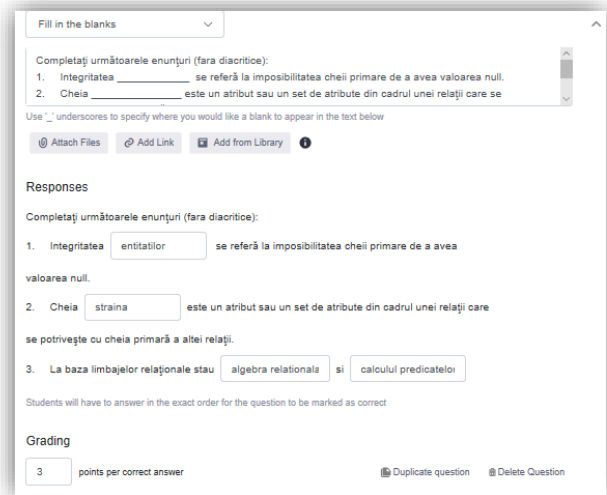 Fill in the blanks
Completați următoarele enunțuri (fara diacritice):
1. Integritatea _____________ se referă la imposibilitatea cheii primare de a avea valoarea null.
2. Cheia ________________ este un atribut sau un set de atribute din cadrul unei relații care se
Use '_' underscores to specify where you would like a blank to appear in the text below
Attach Files Add Link Add from Library
Responses
Completați următoarele enunțuri (fara diacritice):
1. Integritatea entitatilor se referă la imposibilitatea cheii primare de a avea
valoarea null.
2. Cheia straina este un atribut sau un set de atribute din cadrul unei relații care
se potrivește cu cheia primară a altei relații.
3. La baza limbajelor relaționale stau algebra relationala si calculul predicatelor
Students will have to answer in the exact order for the question to be marked as correct
Grading
3 points per correct answer Duplicate question Delete Question